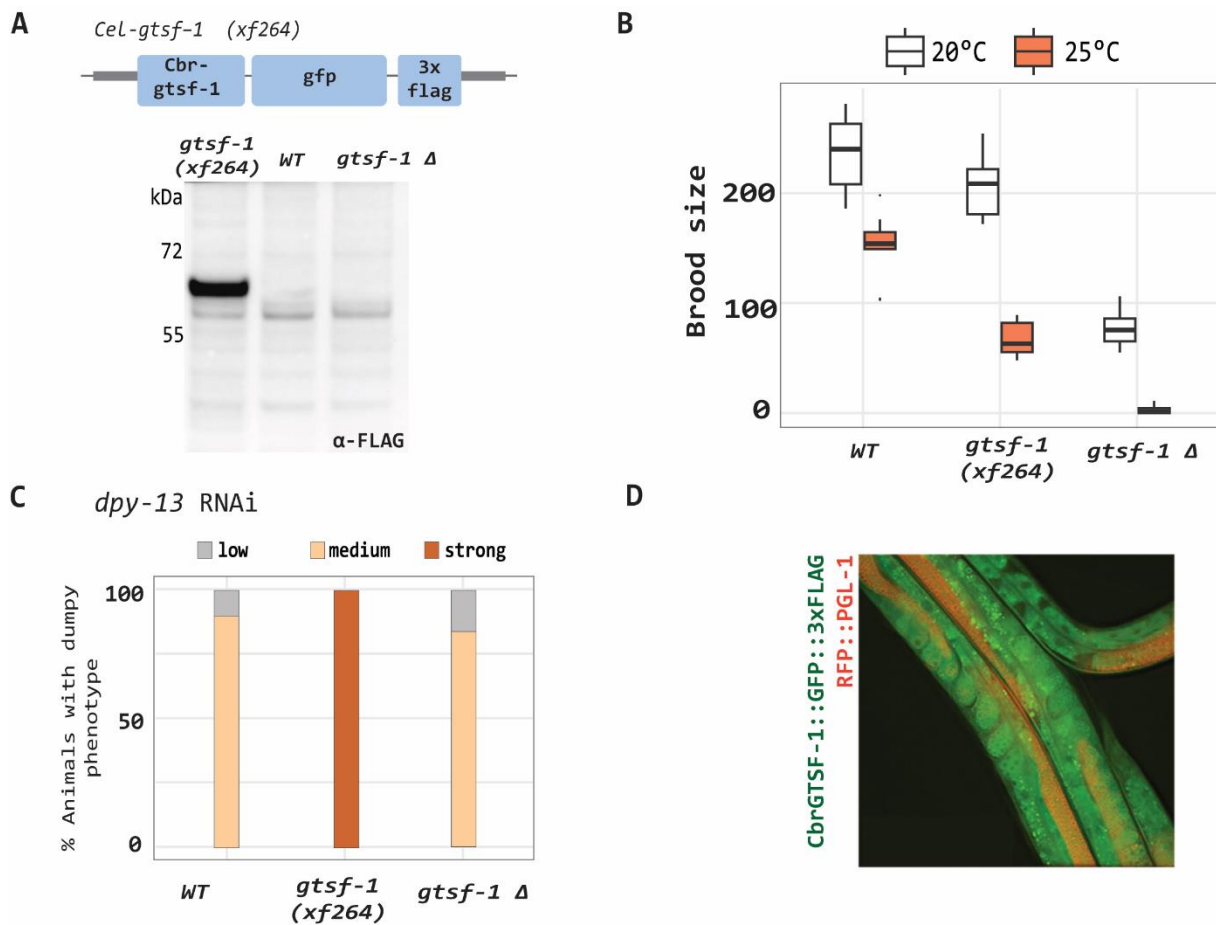 A
Cel-gtsf-1 (xf264)
Cbr-
gtsf-1
gfp
3x
flag
gtsf-1
(xf264)
WT
gtsf-1 Δ
kDa
72
55
α-FLAG
B
20°C
25°C
Brood size
200
100
0
WT
gtsf-1
(xf264)
gtsf-1 Δ
C
dpy-13 RNAi
low
medium
strong
% Animals with dumpy
phenotype
100
50
0
WT
gtsf-1
(xf264)
gtsf-1 Δ
D
CbrGTSF-1::GFP::3xFLAG
RFP::PGL-1